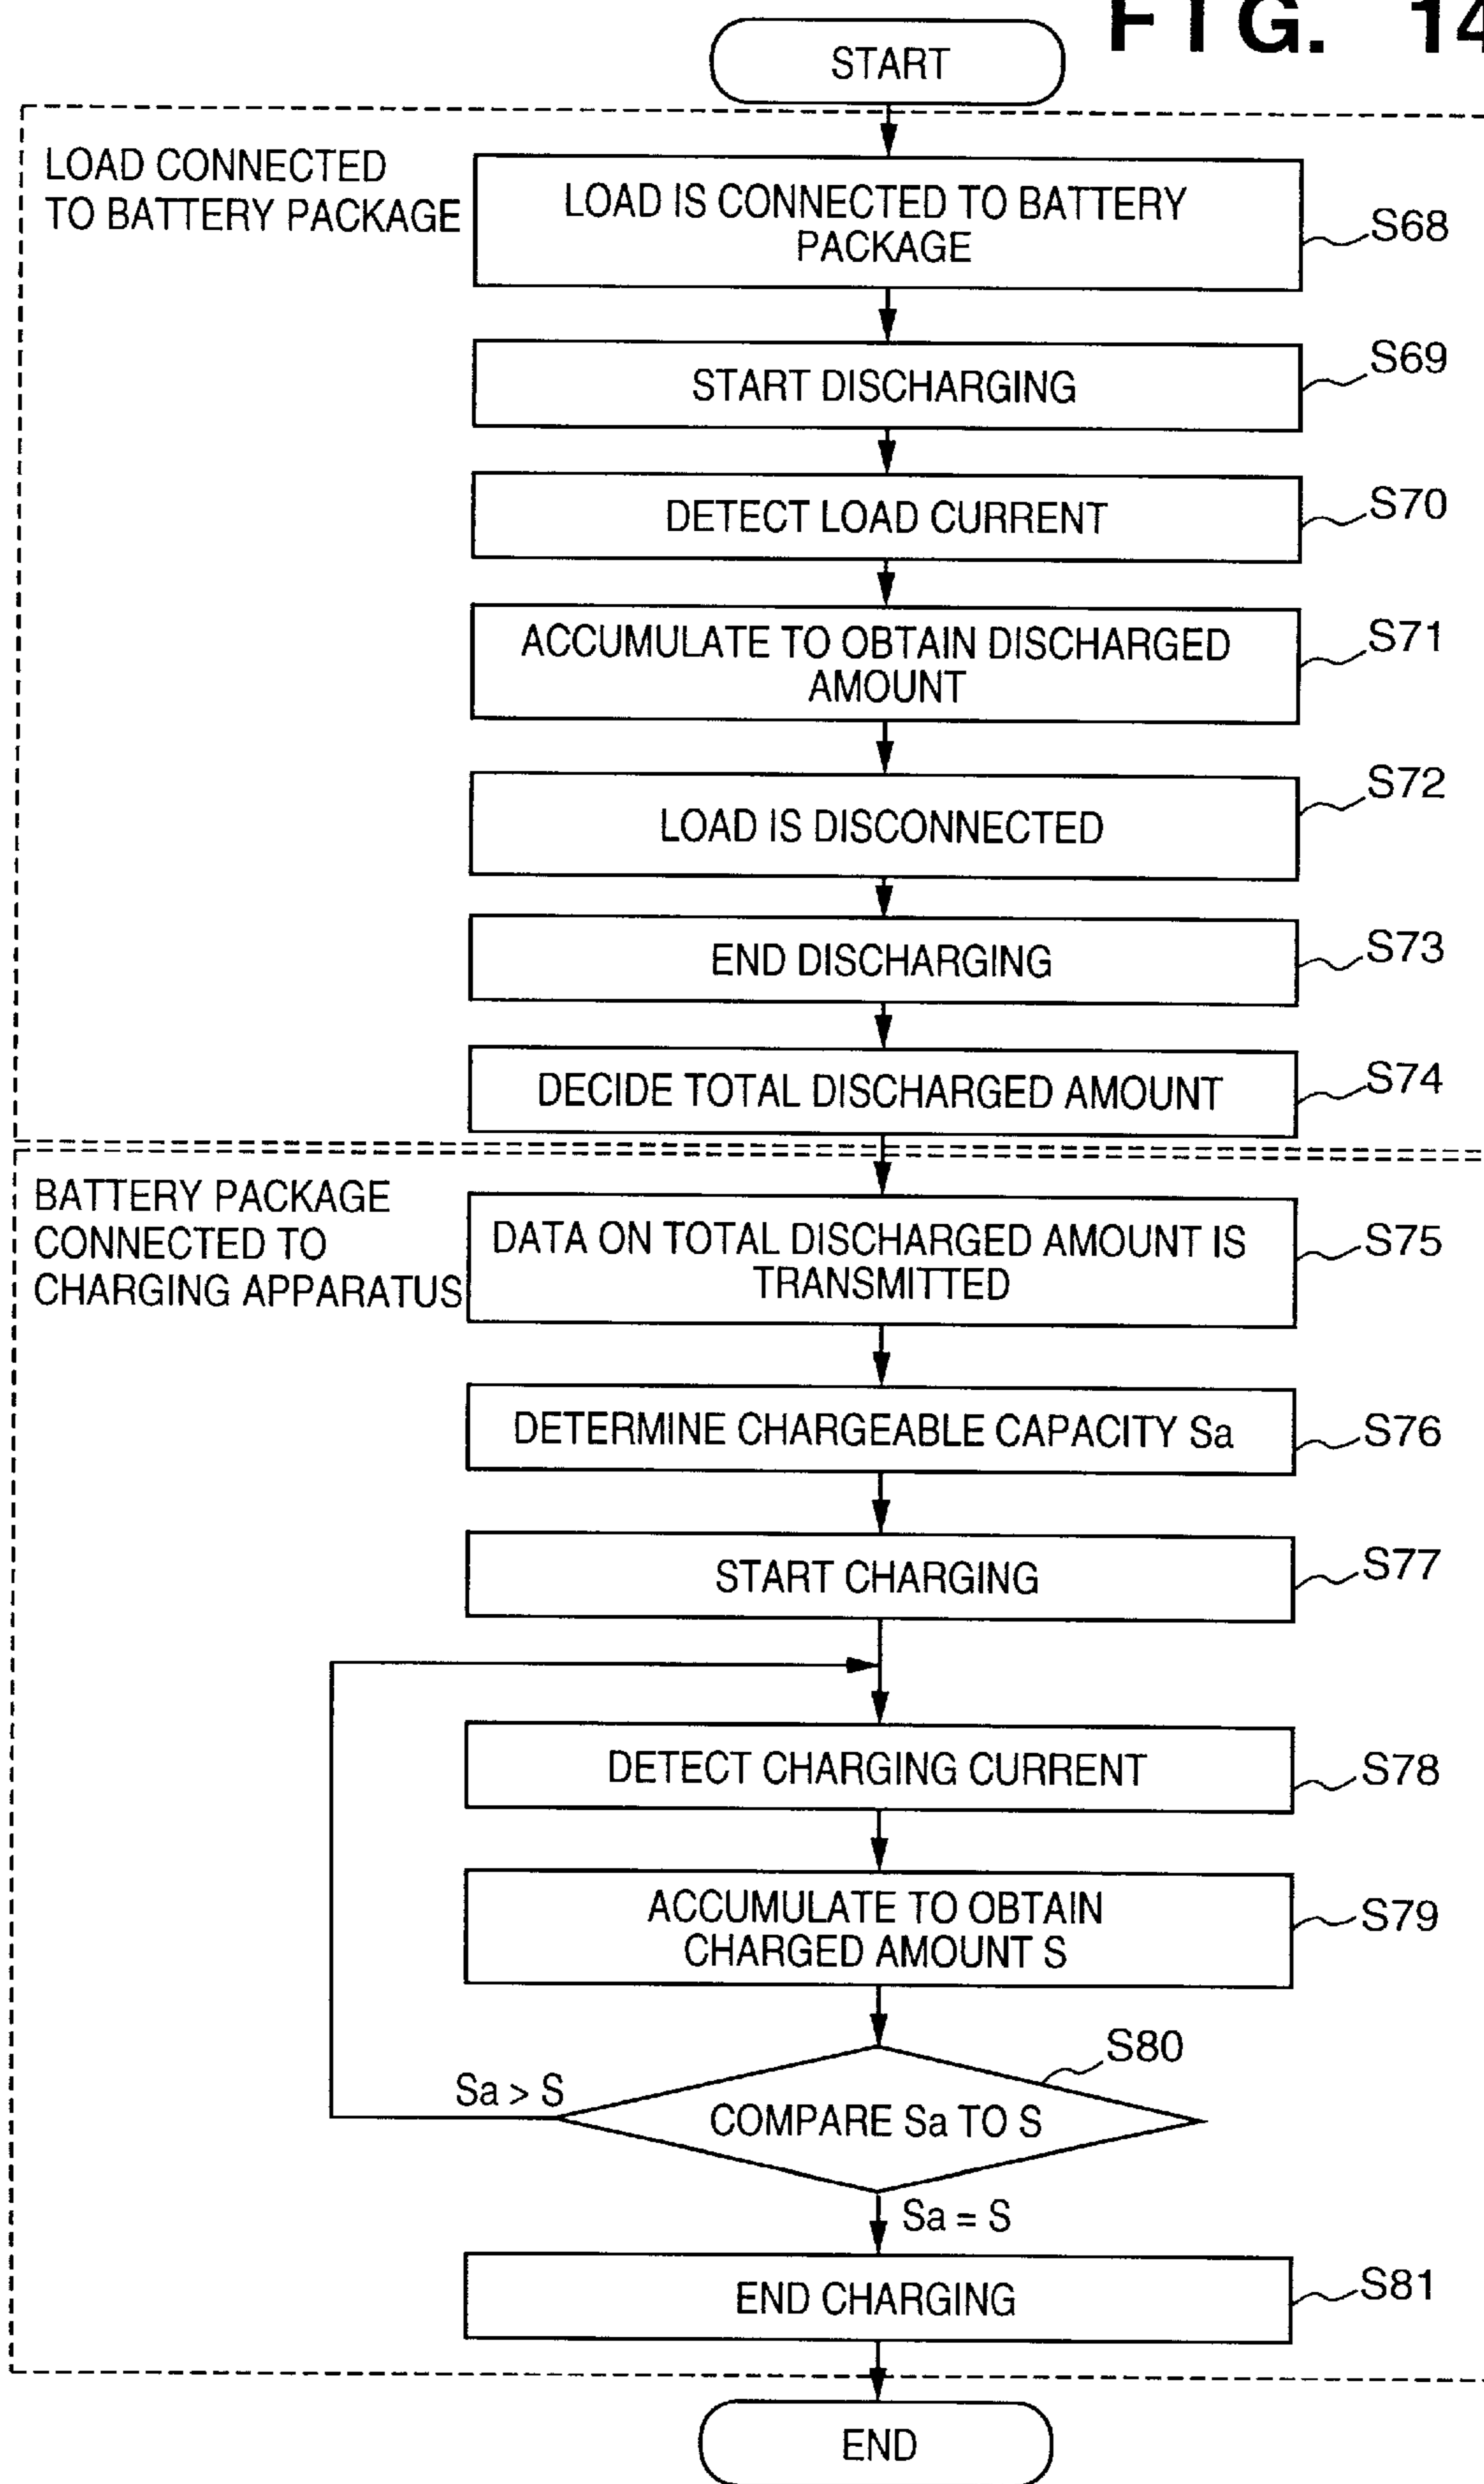 FIG. 14
START
LOAD CONNECTED
TO BATTERY PACKAGE
LOAD IS CONNECTED TO BATTERY
PACKAGE
S68
START DISCHARGING
S69
DETECT LOAD CURRENT
S70
ACCUMULATE TO OBTAIN DISCHARGED
AMOUNT
S71
LOAD IS DISCONNECTED
S72
END DISCHARGING
S73
DECIDE TOTAL DISCHARGED AMOUNT
S74
BATTERY PACKAGE
CONNECTED TO
CHARGING APPARATUS
DATA ON TOTAL DISCHARGED AMOUNT IS
TRANSMITTED
S75
DETERMINE CHARGEABLE CAPACITY Sa
S76
START CHARGING
S77
DETECT CHARGING CURRENT
S78
ACCUMULATE TO OBTAIN
CHARGED AMOUNT S
S79
S80
Sa > S
COMPARE Sa TO S
Sa = S
END CHARGING
S81
END